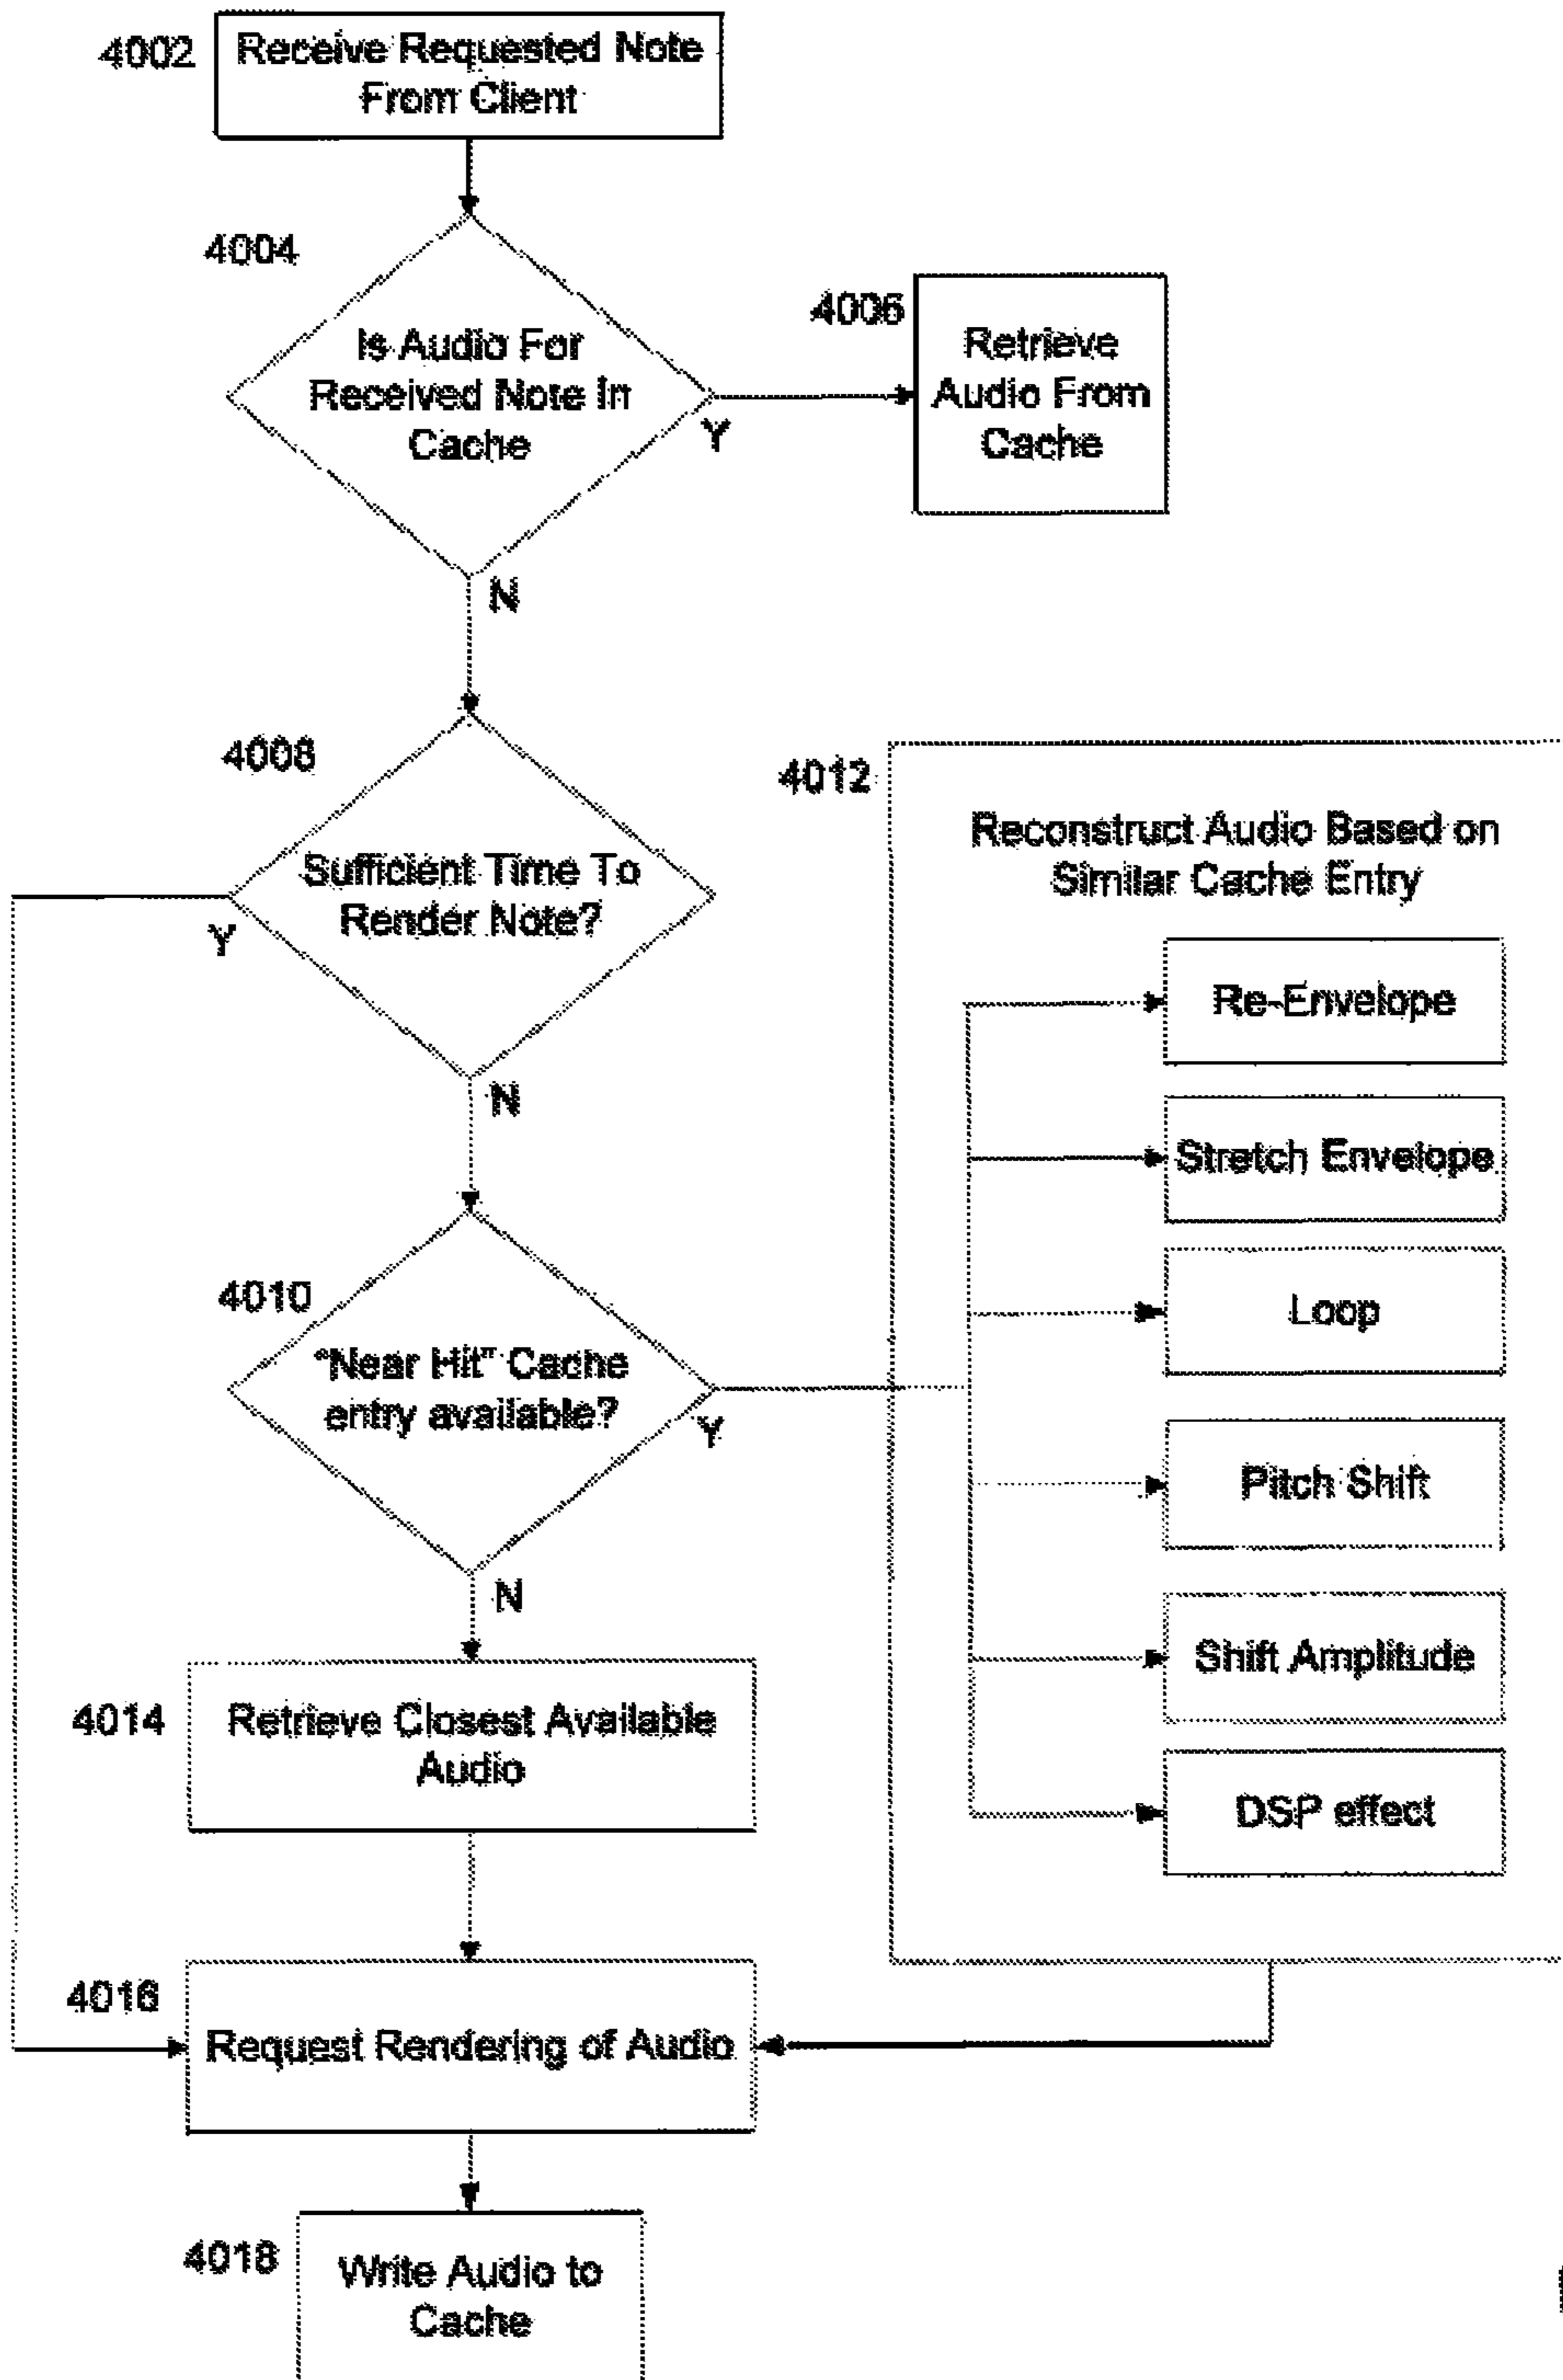 4002
Receive Requested Note
From Client
4004
Is Audio For
Received Note In
Cache
Y
N
4006
Retrieve
Audio From
Cache
4008
Sufficient Time To
Render Note?
Y
N
4010
"Near Hit" Cache
entry available?
Y
N
4012
Reconstruct Audio Based on
Similar Cache Entry
Re-Envelope
Stretch Envelope
Loop
Pitch Shift
Shift Amplitude
DSP effect
4014
Retrieve Closest Available
Audio
4016
Request Rendering of Audio
4018
Write Audio to
Cache